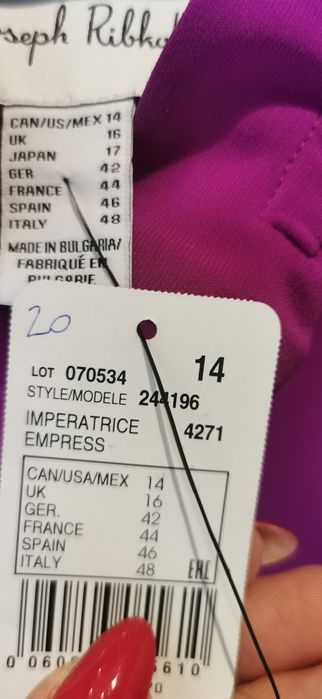 seph Ribko
CAN/US/MEX 14
UK 16
JAPAN 17
GER 42
FRANCE 44
SPAIN 46
ITALY 48
MADE IN BULGARIA/
FABRIQUÉ EN
BULGARIE
20
14
LOT 070534
STYLE/MODELE 244196
IMPERATRICE
EMPRESS 4271
CAN/USA/MEX 14
UK 16
GER. 42
FRANCE 44
SPAIN 46
ITALY 48
EAC